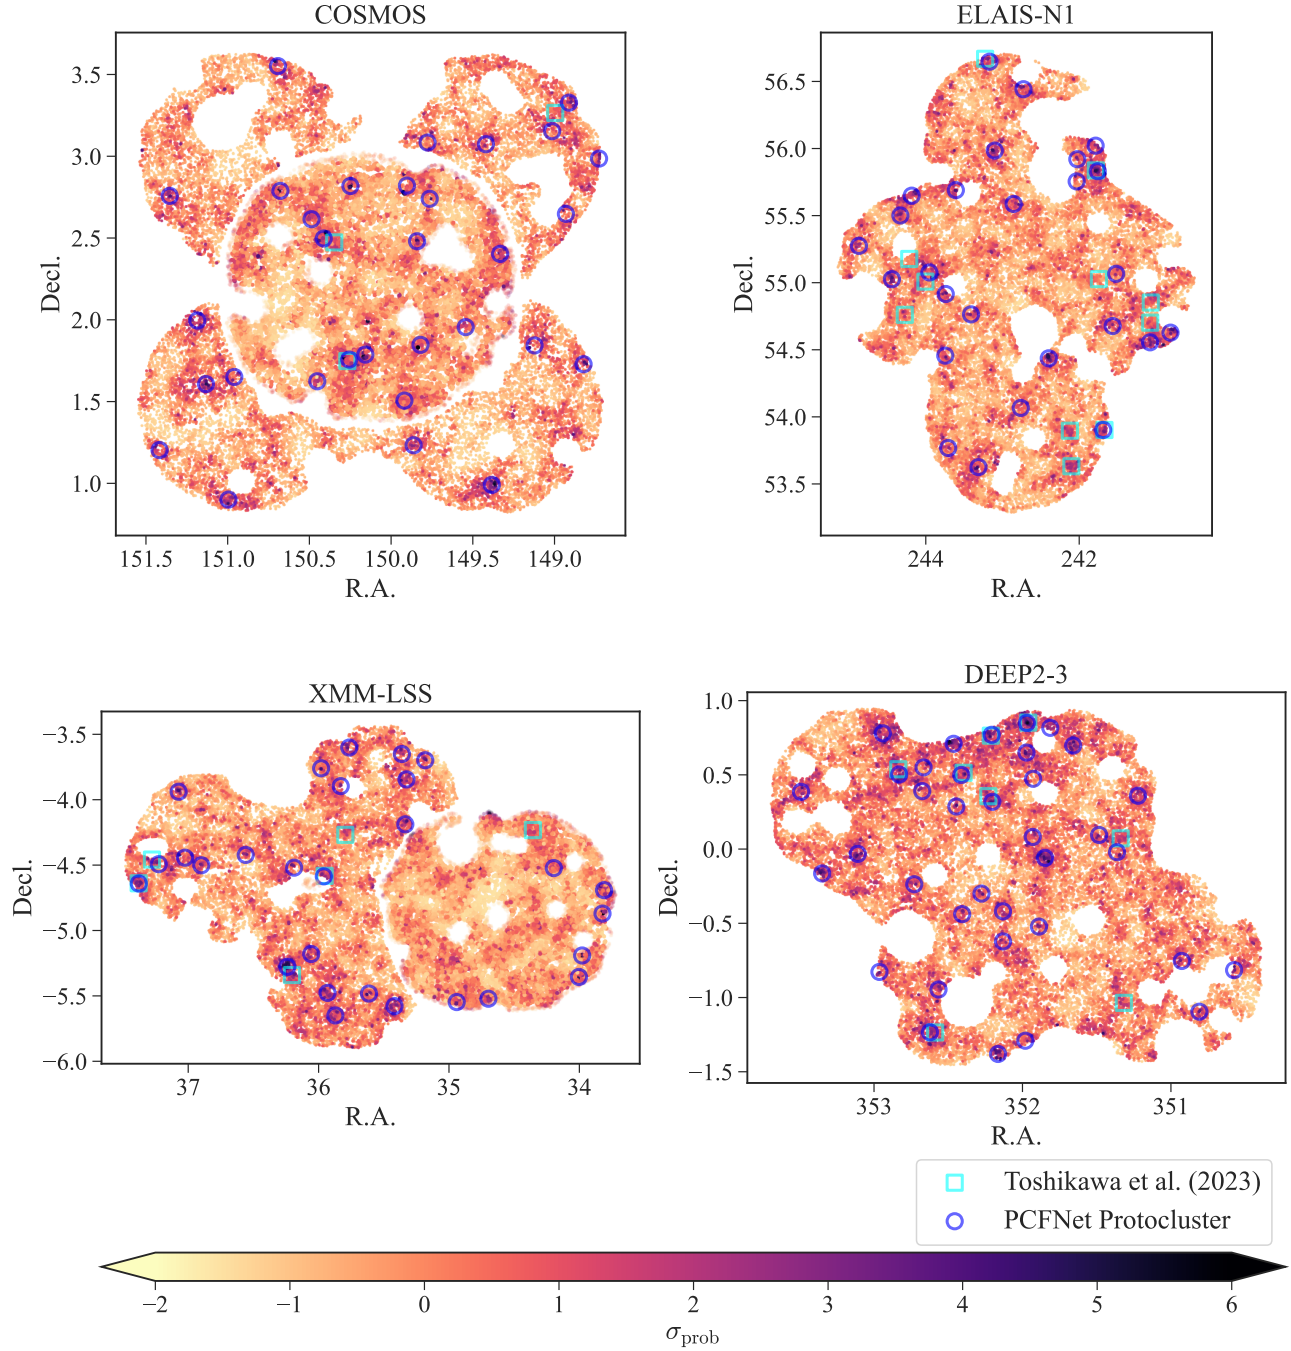 COSMOS
3.5
3.0
2.5
2.0
1.5
1.0
Decl.
151.5 151.0 150.5 150.0 149.5 149.0
R.A.
ELAIS-N1
56.5
56.0
55.5
55.0
54.5
54.0
53.5
Decl.
244 242
R.A.
XMM-LSS
−3.5
−4.0
−4.5
−5.0
−5.5
−6.0
Decl.
37 36 35 34
R.A.
DEEP2-3
1.0
0.5
0.0
−0.5
−1.0
−1.5
Decl.
353 352 351
R.A.
Toshikawa et al. (2023)
PCFNet Protocluster
−2 −1 0 1 2 3 4 5 6
σprob